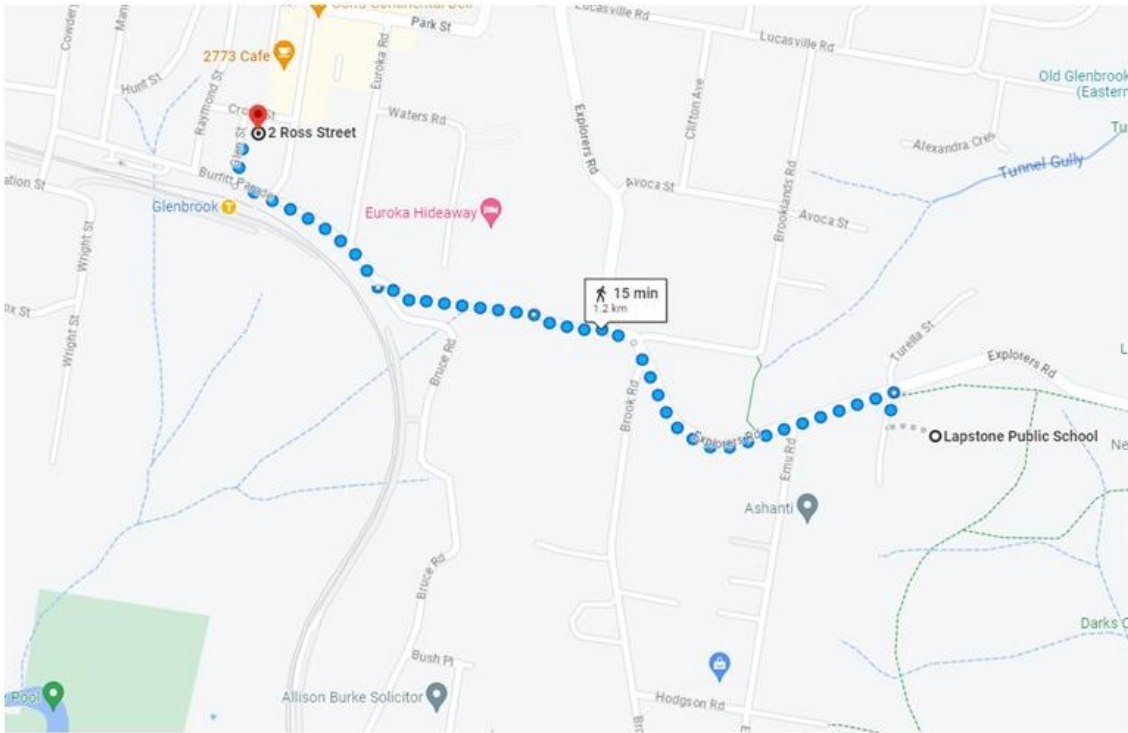 Park St
Lucasville Rd
Lucasville Rd
Cowdery
Hunt St
Raymond St
2773 Cafe
Euroka Rd
Explorers Rd
Clifton Ave
Old Glenbrook
(Eastern
Waters Rd
2 Ross Street
Alexandra Cres
Tunnel Gully
Burfitt Parade
Glenbrook
T
Euroka Hideaway
Avoca St
Avoca St
Brooklands Rd
Wright St
Wright St
15 min
1.2 km
Bruce Rd
Turella St
Explorers Rd
Brook Rd
Explorers Rd
Lapstone Public School
Emu Rd
Ashanti
Bruce Rd
Bush Pl
Darks
Pool
Allison Burke Solicitor
Hodgson Rd